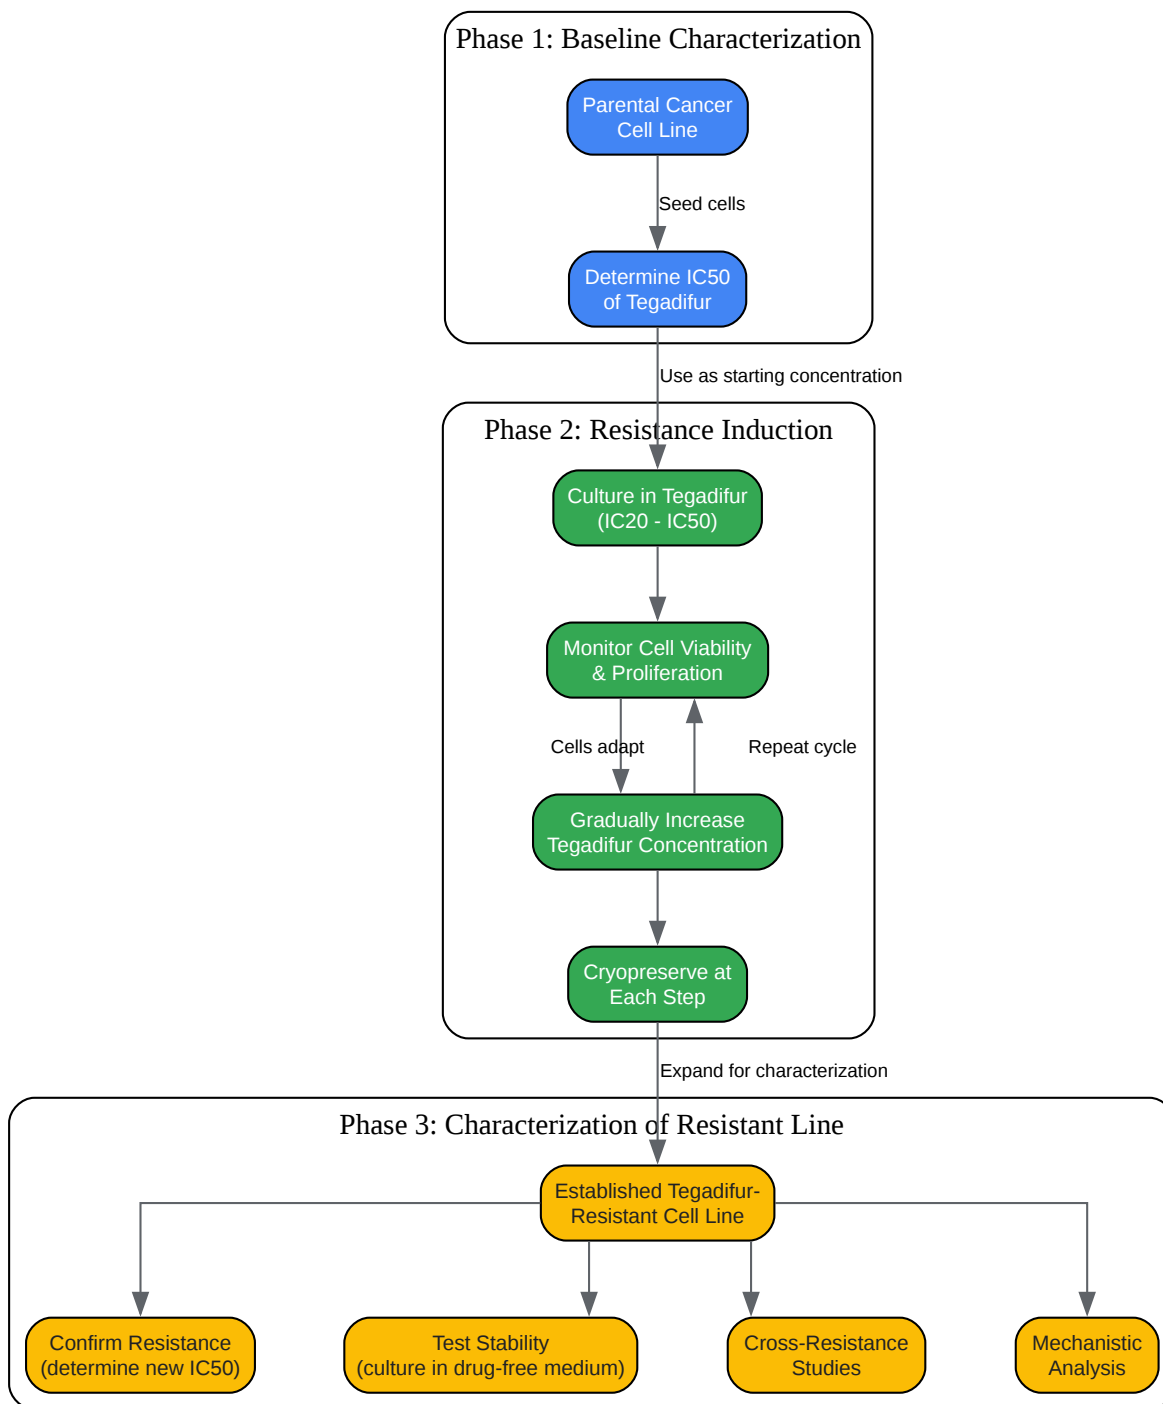 Phase 1: Baseline Characterization
Parental Cancer
Cell Line
Seed cells
Determine IC50
of Tegadifur
Use as starting concentration
Phase 2: Resistance Induction
Culture in Tegadifur
(IC20 - IC50)
Monitor Cell Viability
& Proliferation
Cells adapt
Repeat cycle
Gradually Increase
Tegadifur Concentration
Cryopreserve at
Each Step
Expand for characterization
Phase 3: Characterization of Resistant Line
Established Tegadifur-
Resistant Cell Line
Confirm Resistance
(determine new IC50)
Test Stability
(culture in drug-free medium)
Cross-Resistance
Studies
Mechanistic
Analysis